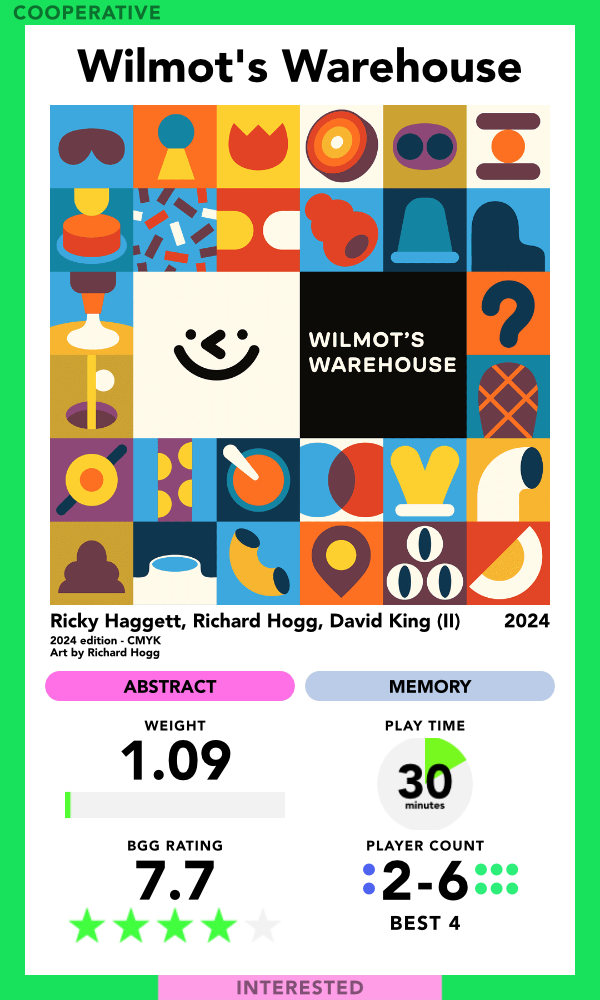 COOPERATIVE
Wilmot's Warehouse
WILMOT'S
WAREHOUSE
Ricky Haggett, Richard Hogg, David King (II) 2024
2024 edition - CMYK
Art by Richard Hogg
ABSTRACT MEMORY
WEIGHT PLAY TIME
1.09 30
minutes
BGG RATING PLAYER COUNT
7.7 2-6
BEST 4
INTERESTED